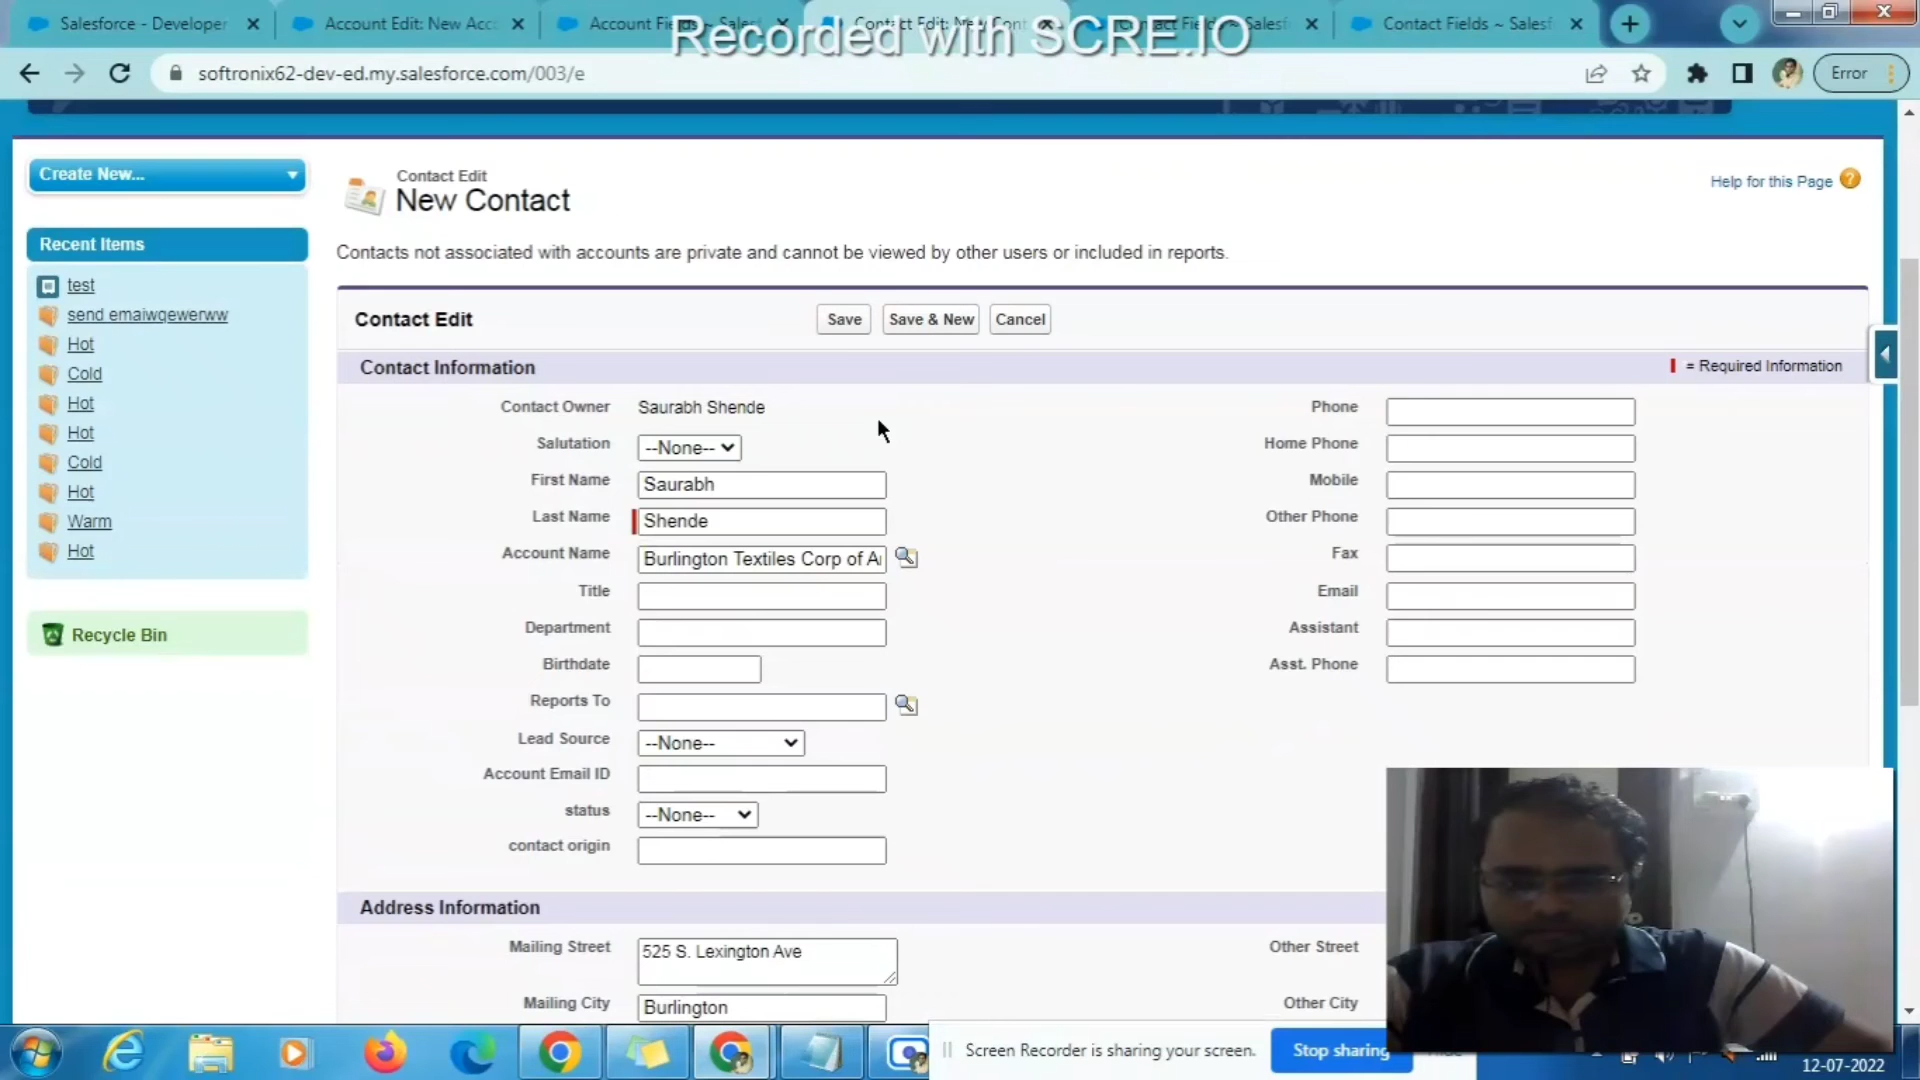 Salesforce - Developer
Account Edit: New Acc
Recorded with SCRE.IO
Contact Fields ~ Salesf
softronix62-dev-ed.my.salesforce.com/003/e
Error
Create New...
Contact Edit
New Contact
Help for this Page
Recent Items
Contacts not associated with accounts are private and cannot be viewed by other users or included in reports.
test
send emaiwqewerww
Hot
Cold
Hot
Hot
Cold
Hot
Warm
Hot
Recycle Bin
Contact Edit
Save
Save & New
Cancel
Contact Information
= Required Information
Contact Owner Saurabh Shende
Salutation --None--
First Name Saurabh
Last Name Shende
Account Name Burlington Textiles Corp of A
Title
Department
Birthdate
Reports To
Lead Source --None--
Account Email ID
status --None--
contact origin
Phone
Home Phone
Mobile
Other Phone
Fax
Email
Assistant
Asst. Phone
Address Information
Mailing Street 525 S. Lexington Ave
Other Street
Mailing City Burlington
Other City
Screen Recorder is sharing your screen.
Stop sharing
12-07-2022